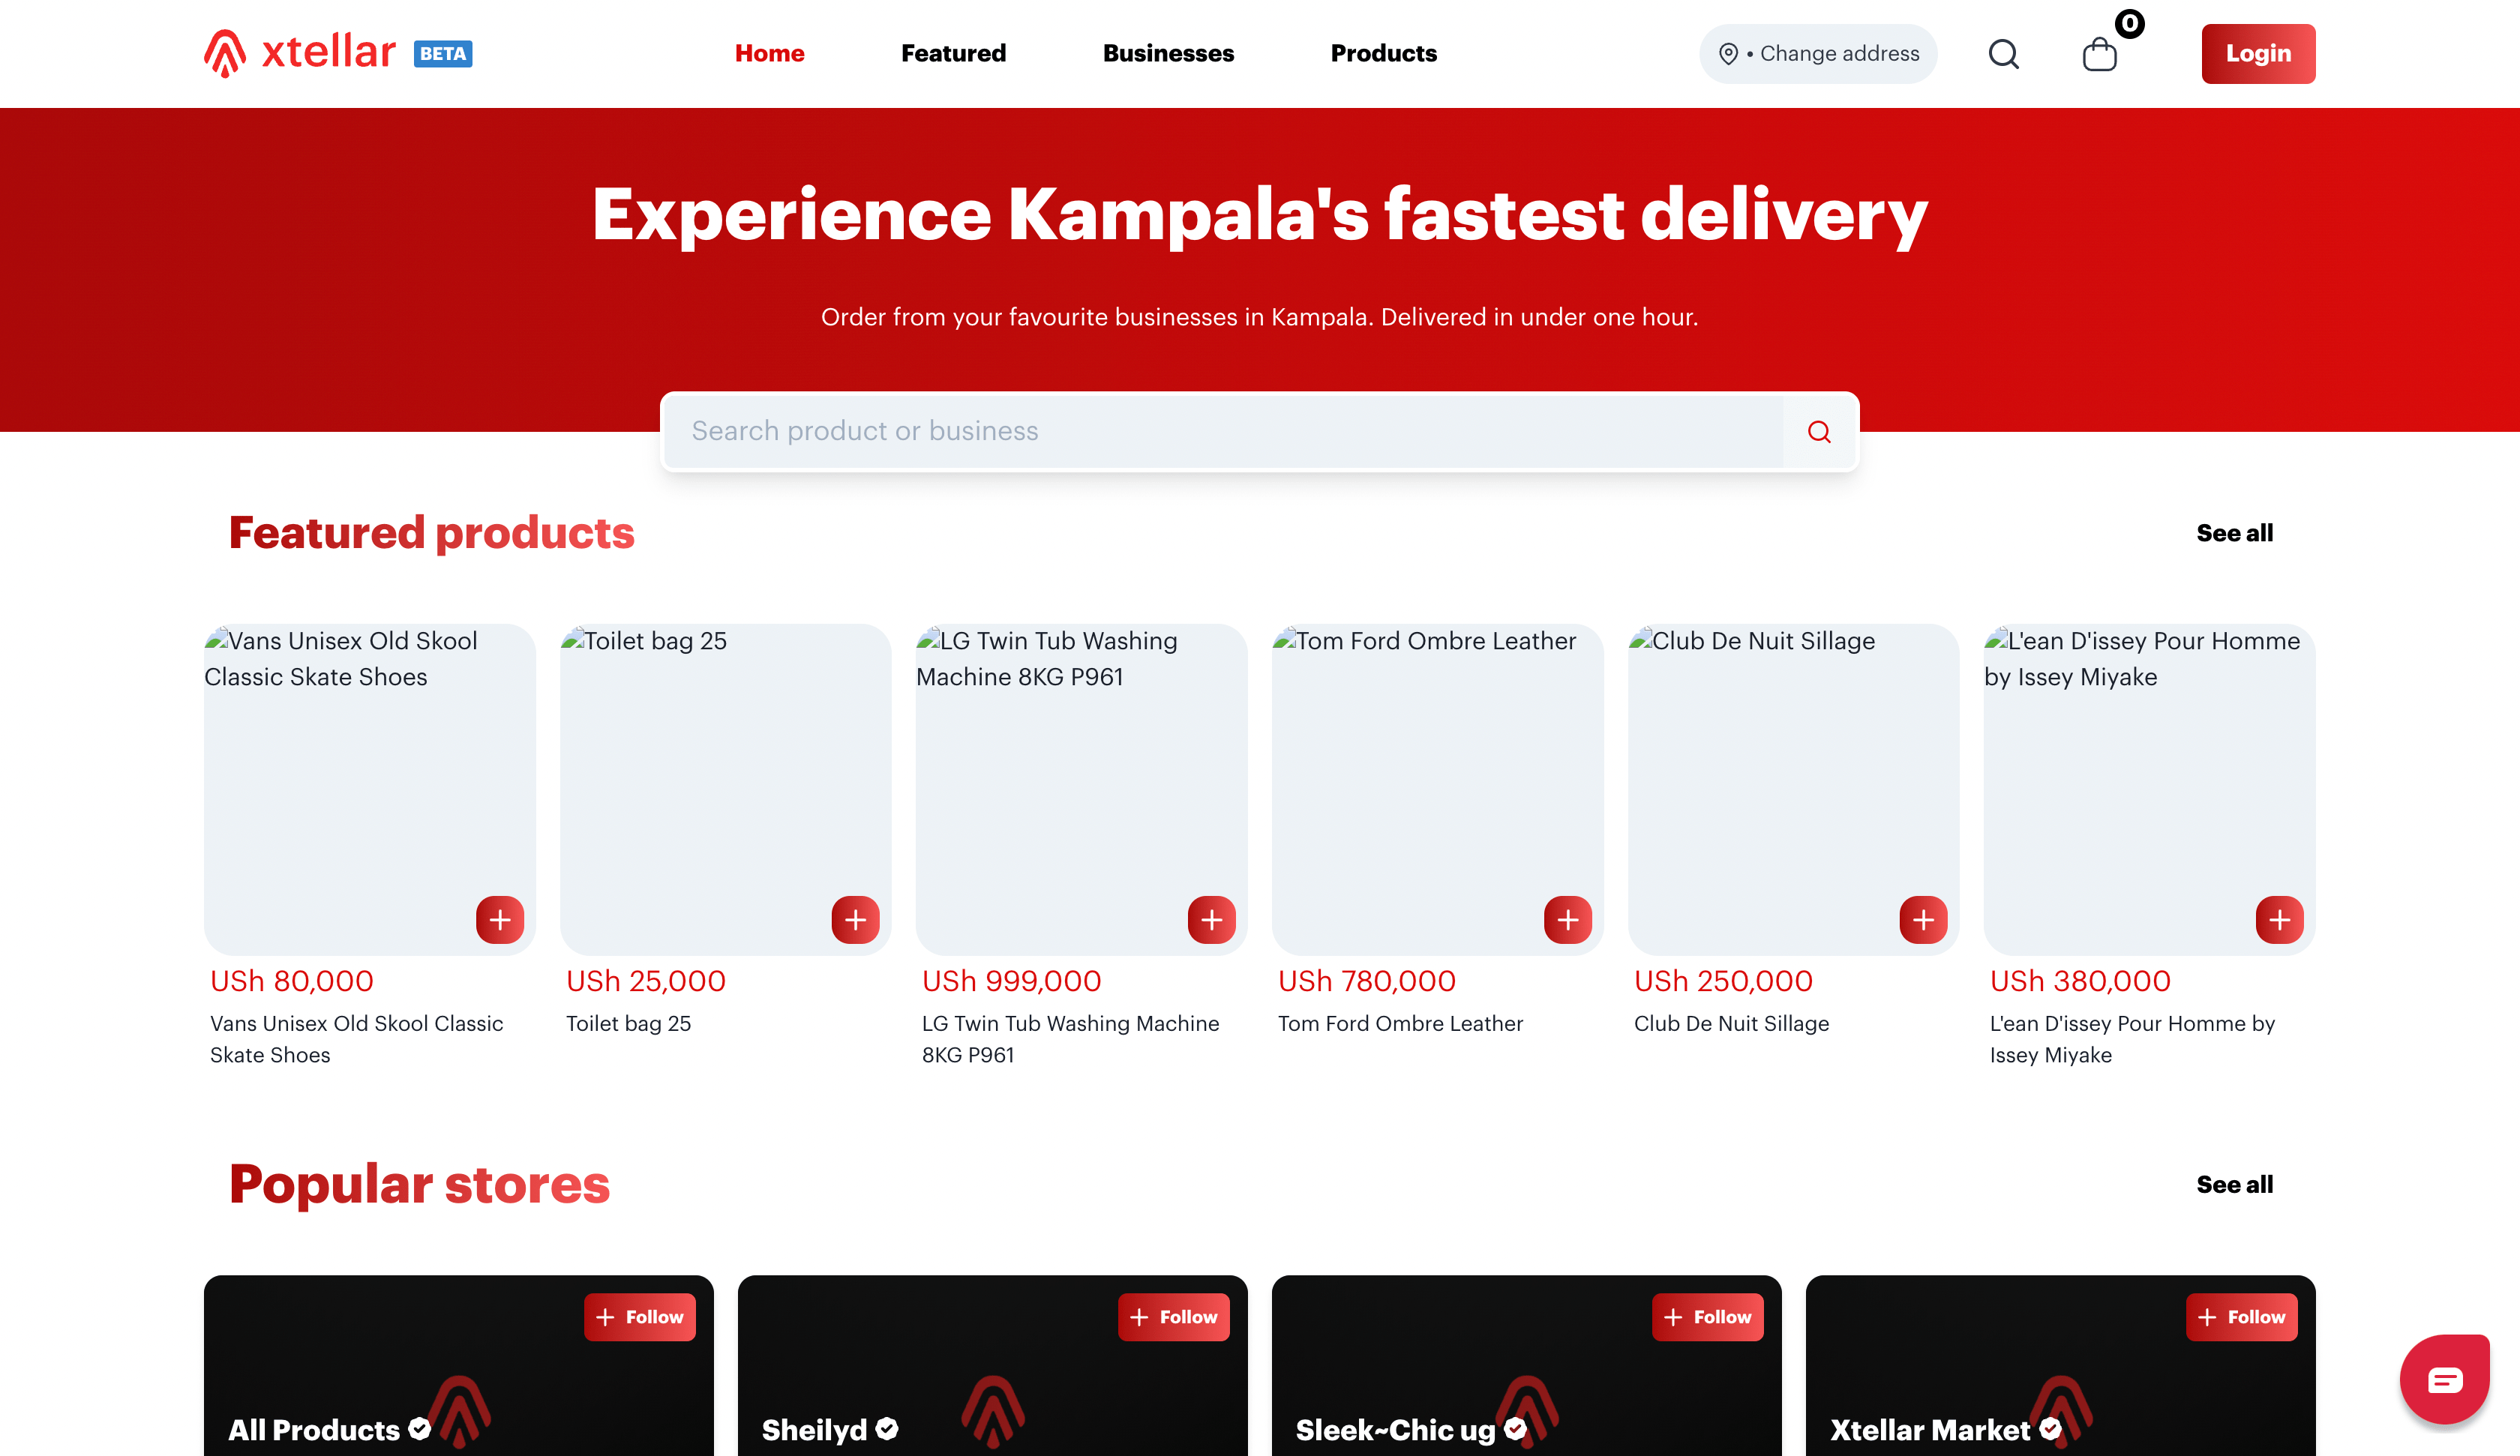 xtellar BETA
Home Featured Businesses Products
• Change address
0
Login
Experience Kampala's fastest delivery
Order from your favourite businesses in Kampala. Delivered in under one hour.
Search product or business
Featured products
See all
Vans Unisex Old Skool
Classic Skate Shoes
USh 80,000
Vans Unisex Old Skool Classic
Skate Shoes
Toilet bag 25
USh 25,000
Toilet bag 25
LG Twin Tub Washing
Machine 8KG P961
USh 999,000
LG Twin Tub Washing Machine
8KG P961
Tom Ford Ombre Leather
USh 780,000
Tom Ford Ombre Leather
Club De Nuit Sillage
USh 250,000
Club De Nuit Sillage
L'ean D'issey Pour Homme
by Issey Miyake
USh 380,000
L'ean D'issey Pour Homme by
Issey Miyake
Popular stores
See all
+ Follow
All Products
+ Follow
Sheilyd
+ Follow
Sleek~Chic ug
+ Follow
Xtellar Market